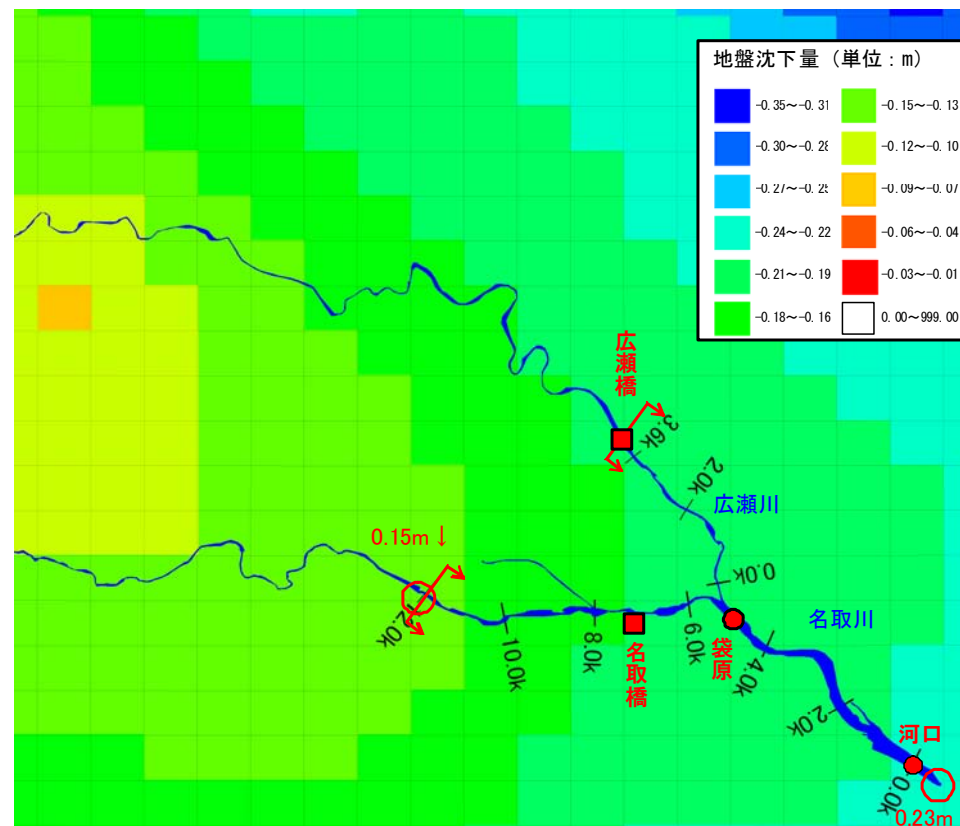 地盤沈下量（単位：m）
-0.35～-0.31
-0.15～-0.13
-0.30～-0.28
-0.12～-0.10
-0.27～-0.25
-0.09～-0.07
-0.24～-0.22
-0.06～-0.04
-0.21～-0.19
-0.03～-0.01
-0.18～-0.16
0.00～999.00
広瀬橋
3.6k
2.0k
広瀬川
0.15m↓
0.0k
2.0k
10.0k
8.0k
名取橋
6.0k
袋原
4.0k
名取川
2.0k
河口
0.0k
0.23m